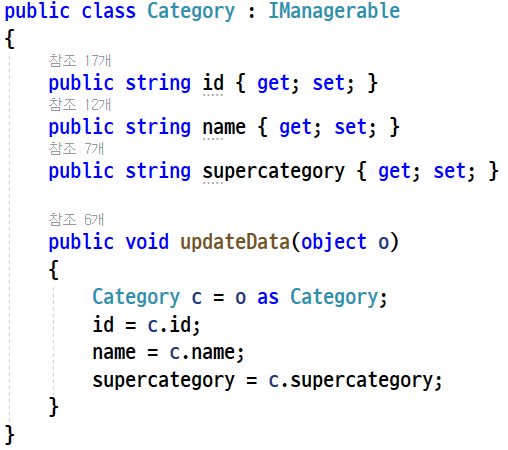 public class Category : IManagerable
{
참조 17개
public string id { get; set; }
참조 12개
public string name { get; set; }
참조 7개
public string supercategory { get; set; }
참조 6개
public void updateData(object o)
{
Category c = o as Category;
id = c.id;
name = c.name;
supercategory = c.supercategory;
}
}